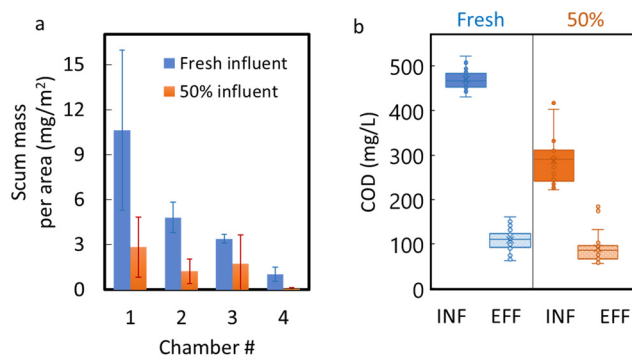 a
Scum mass
per area (mg/m²)
15
12
9
6
3
0
Fresh influent
50% influent
1 2 3 4
Chamber #
b
Fresh 50%
COD (mg/L)
500
400
300
200
100
0
INF EFF INF EFF